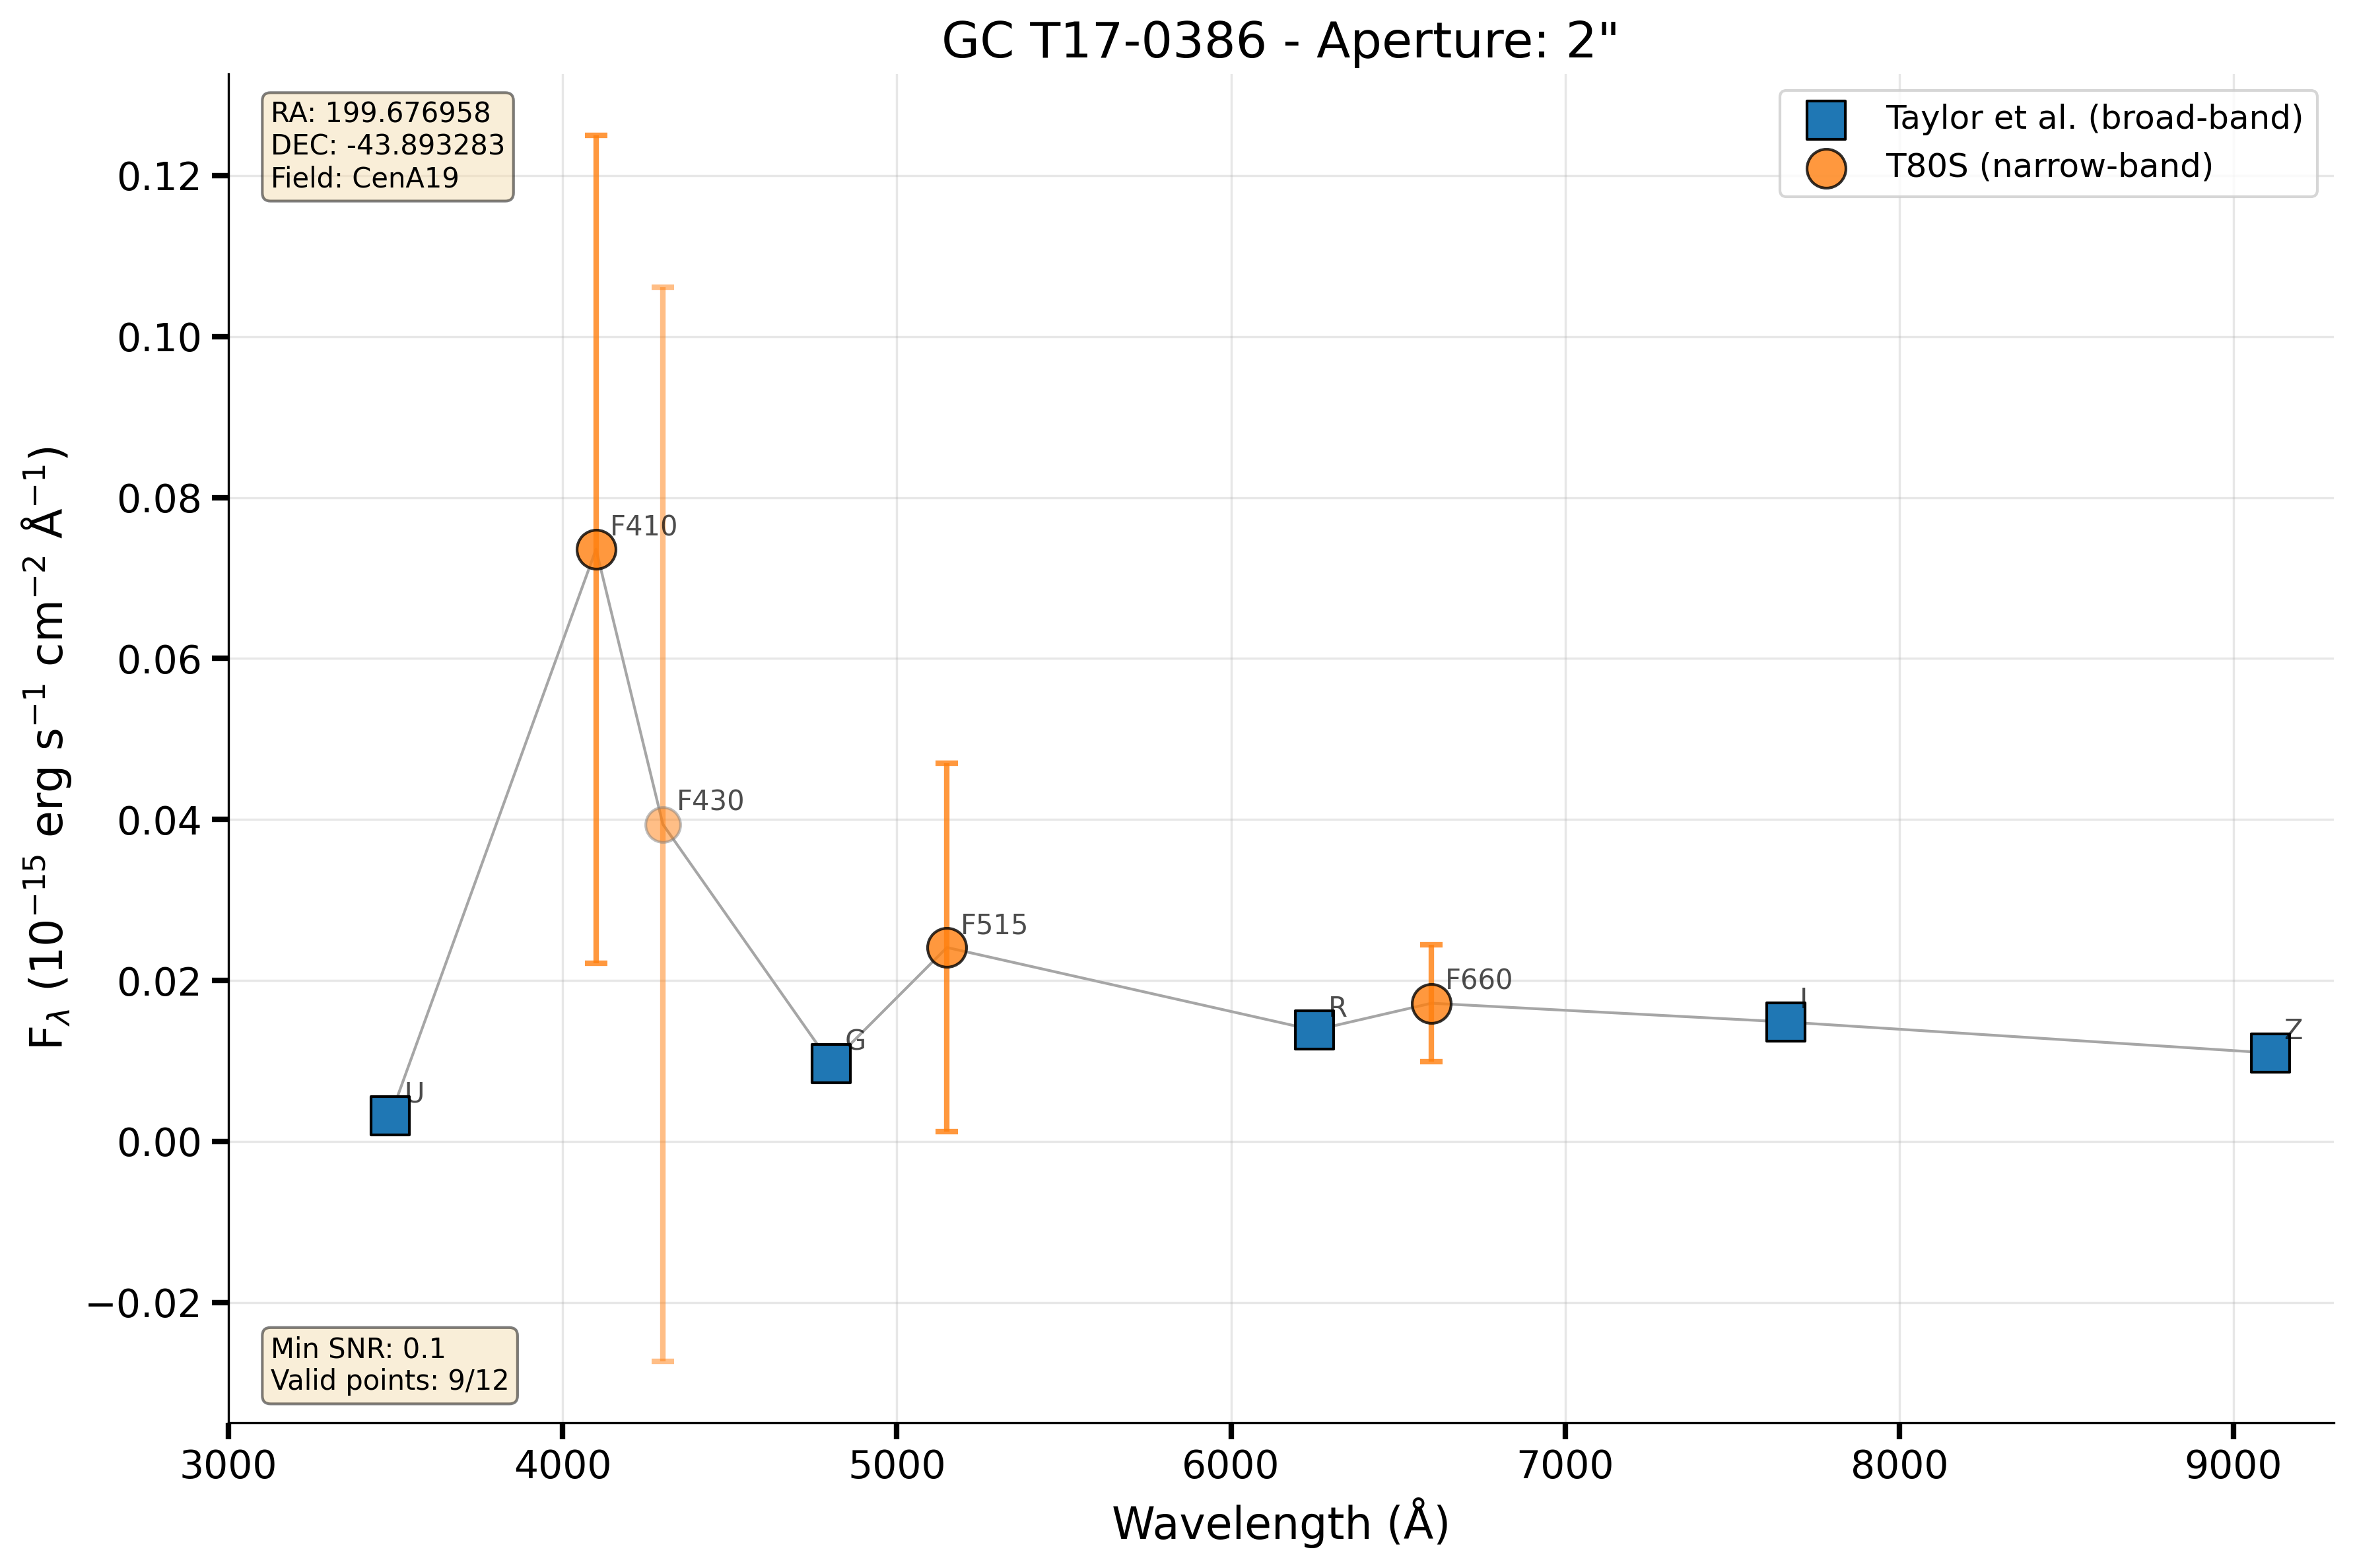 GC T17-0386 - Aperture: 2"
RA: 199.676958
DEC: -43.893283
Field: CenA19
Taylor et al. (broad-band)
T80S (narrow-band)
0.12
0.10
0.08
0.06
0.04
0.02
0.00
−0.02
F410
F430
F515
F660
U
G
R
I
Z
Min SNR: 0.1
Valid points: 9/12
3000 4000 5000 6000 7000 8000 9000
Wavelength (Å)
F_λ (10⁻¹⁵ erg s⁻¹ cm⁻² Å⁻¹)